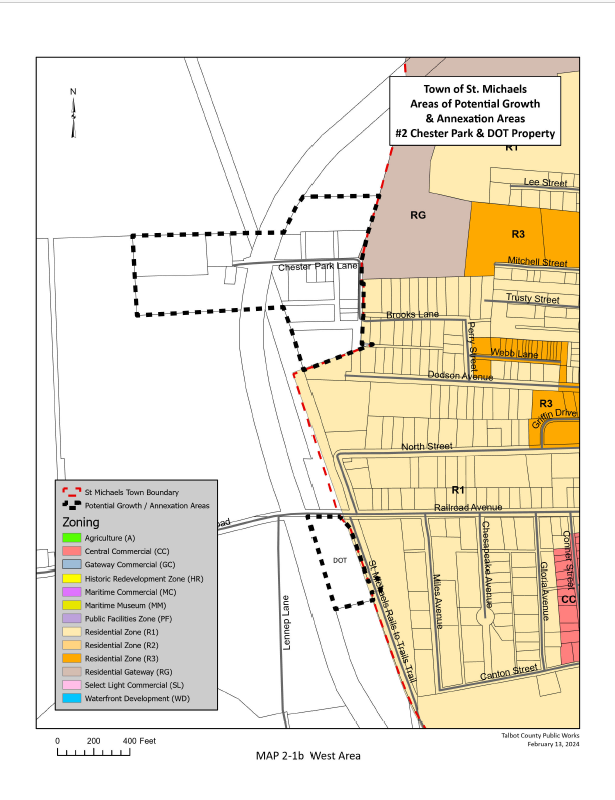 Town of St. Michaels
Areas of Potential Growth
& Annexation Areas
#2 Chester Park & DOT Property
N
R1
Lee Street
RG
R3
Mitchell Street
Chester Park Lane
Trusty Street
Brooks Lane
Perry Street
Webb Lane
Dodson Avenue
R3
Griffin Drive
North Street
R1
Railroad Avenue
oad
DOT
St Michaels Rails to Trails Trail
Miles Avenue
Chesapeake Avenue
Gloria Avenue
Conner Street
CC
Lennep Lane
Canton Street
St Michaels Town Boundary
Potential Growth / Annexation Areas
Zoning
Agriculture (A)
Central Commercial (CC)
Gateway Commercial (GC)
Historic Redevelopment Zone (HR)
Maritime Commercial (MC)
Maritime Museum (MM)
Public Facilities Zone (PF)
Residential Zone (R1)
Residential Zone (R2)
Residential Zone (R3)
Residential Gateway (RG)
Select Light Commercial (SL)
Waterfront Development (WD)
0 200 400 Feet
MAP 2-1b West Area
Talbot County Public Works
February 13, 2024